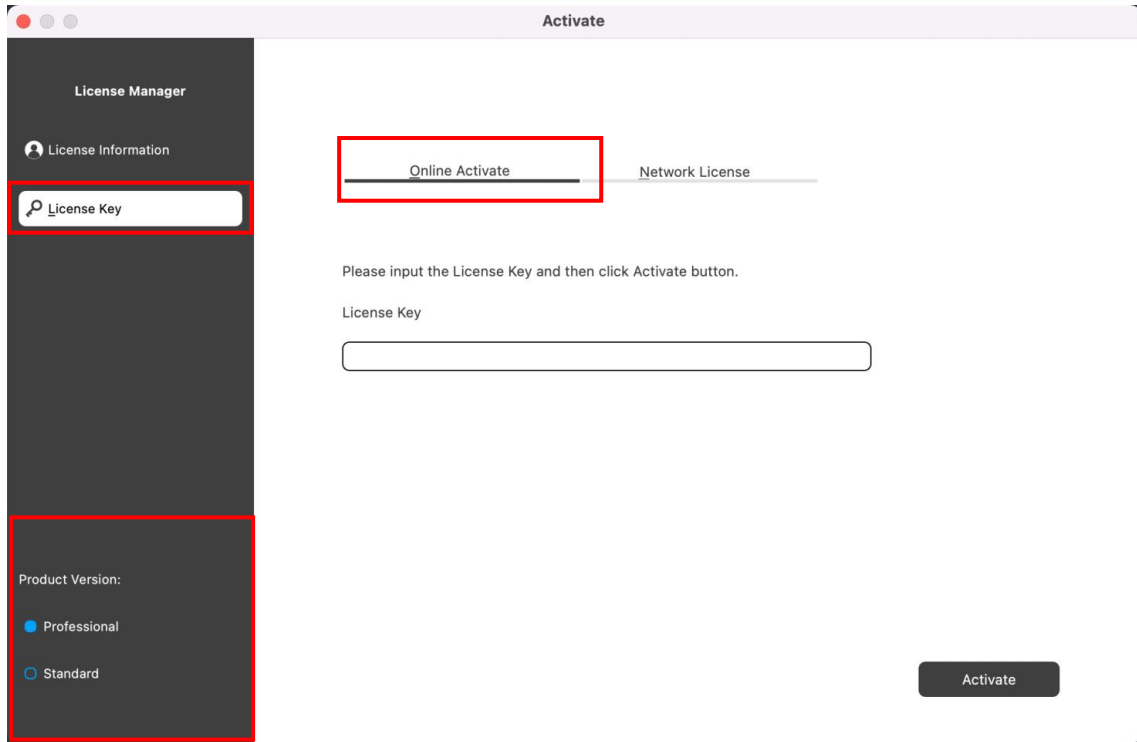 Activate
License Manager
License Information
License Key
Product Version:
Professional
Standard
Online Activate
Network License
Please input the License Key and then click Activate button.
License Key
Activate